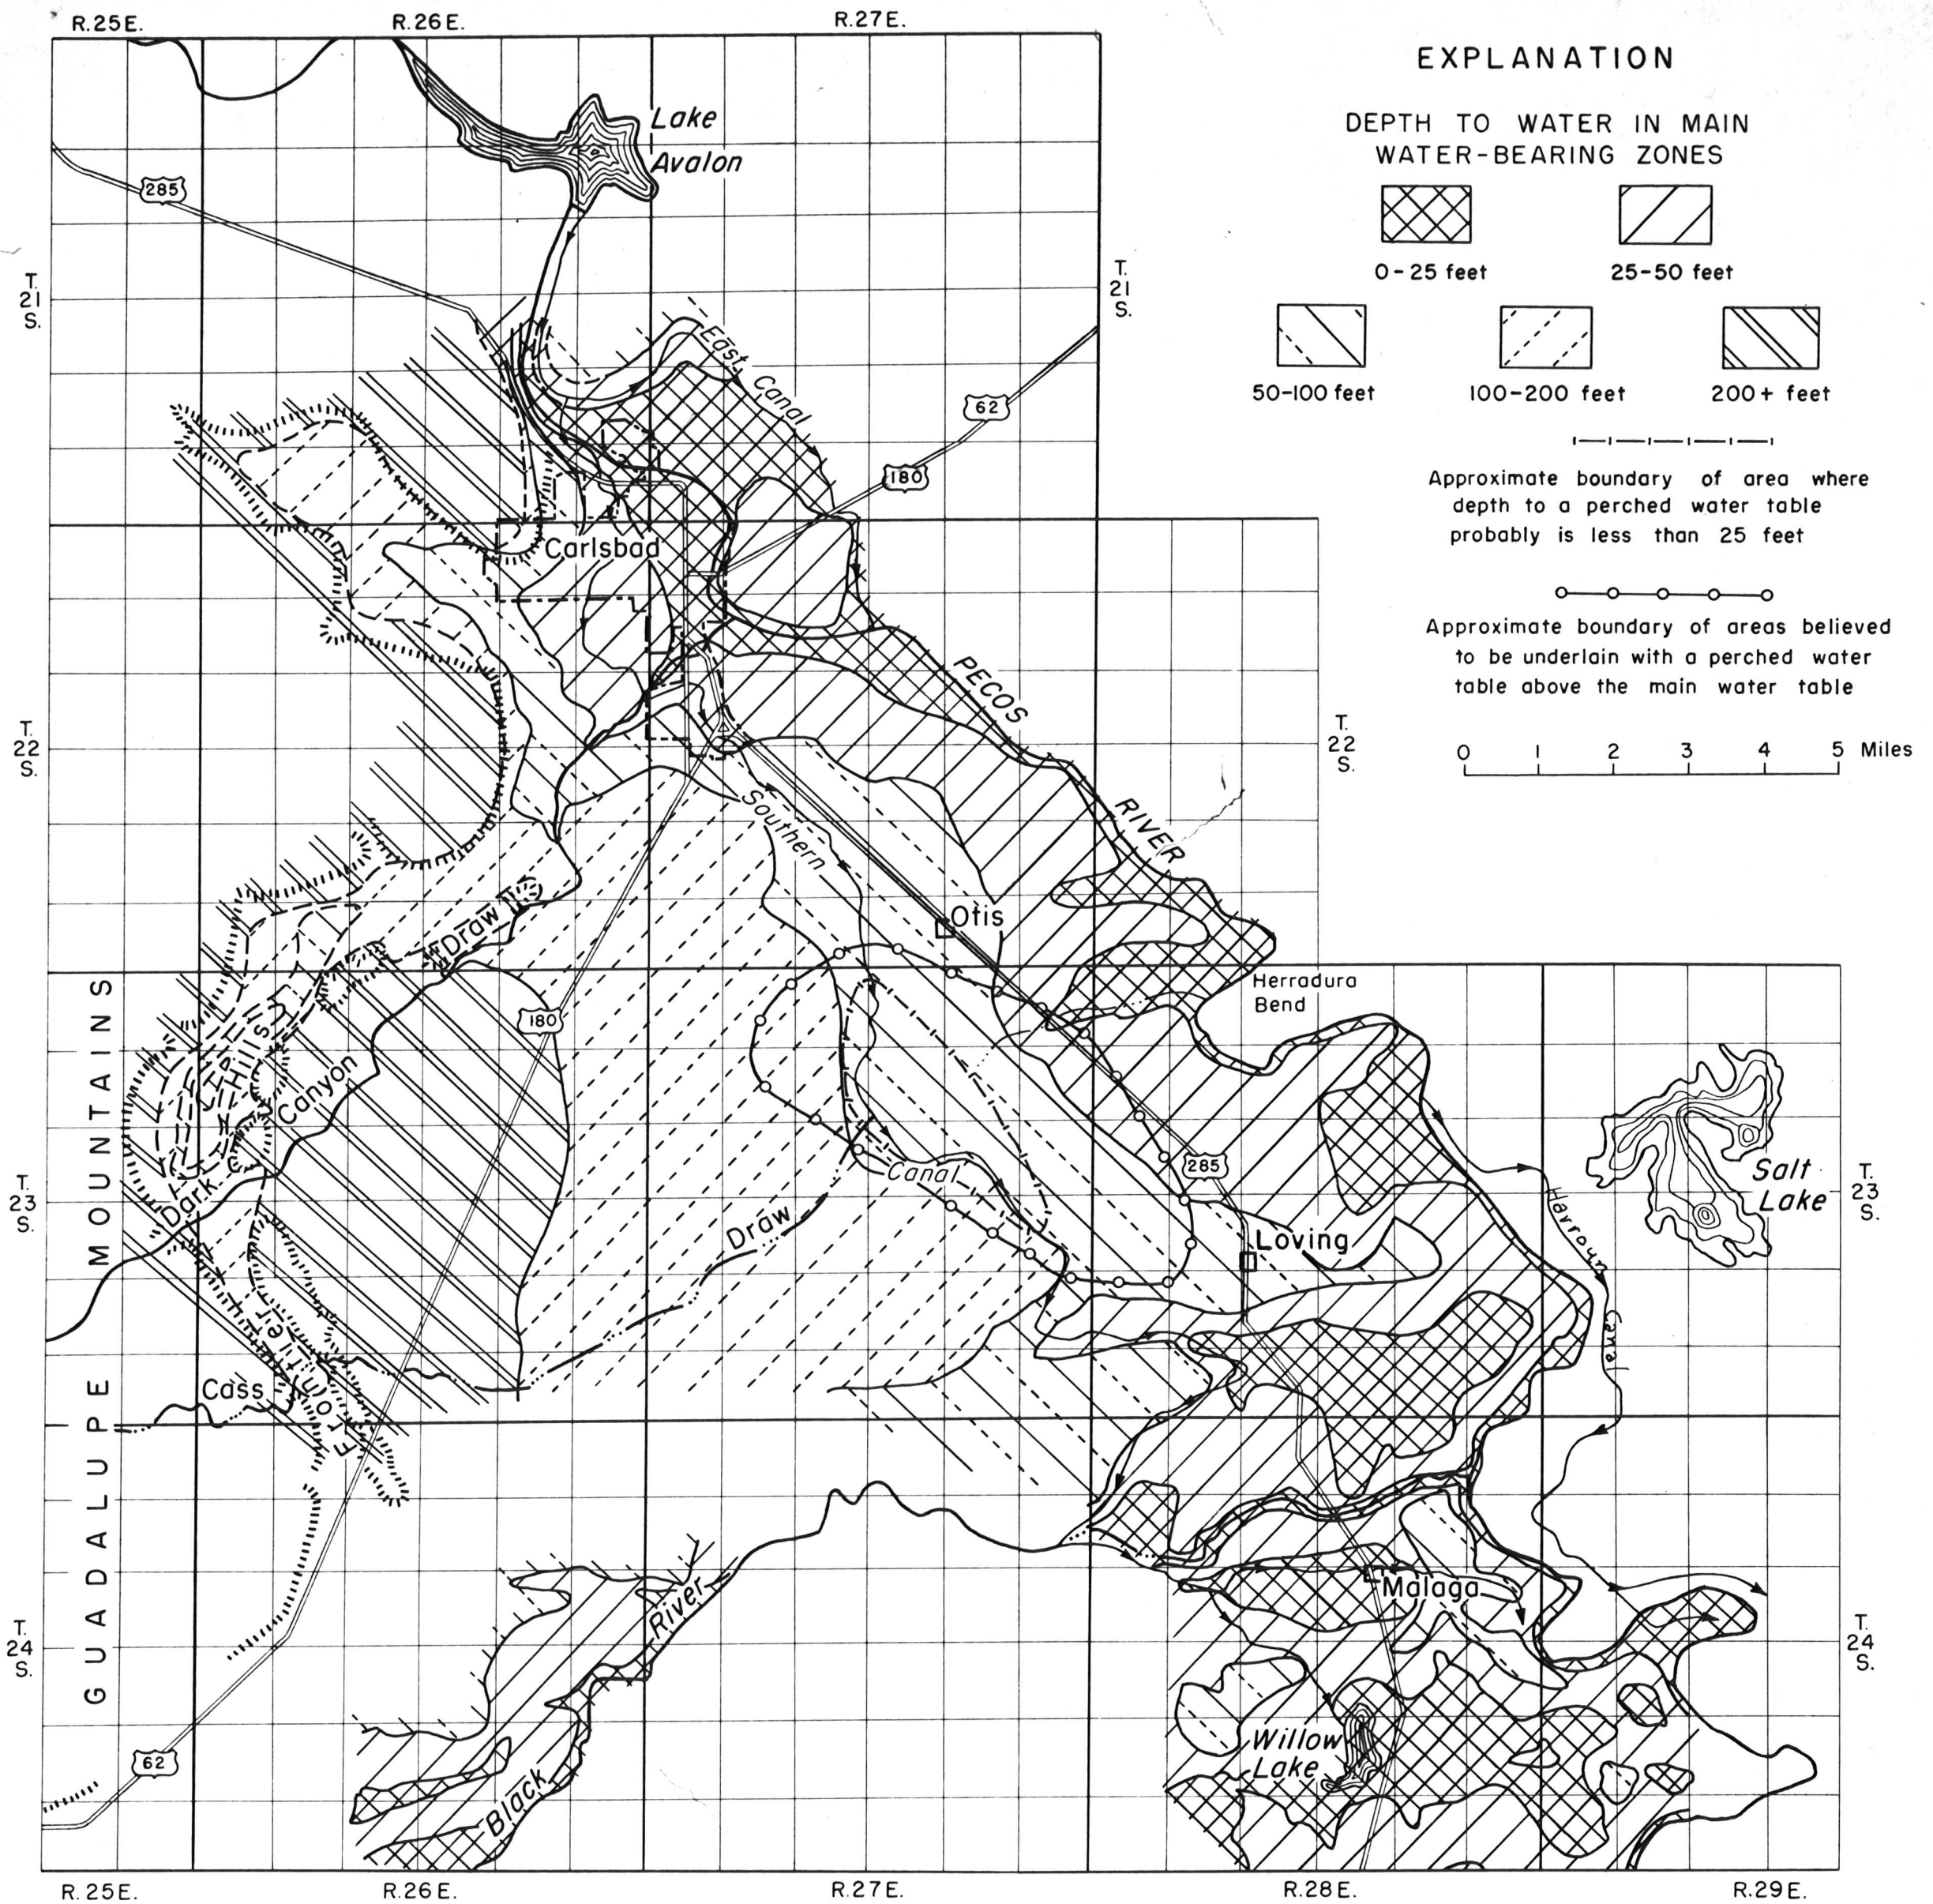 R.25E.
R.26E.
R.27E.
EXPLANATION
DEPTH TO WATER IN MAIN
WATER-BEARING ZONES
0-25 feet
25-50 feet
50-100 feet
100-200 feet
200+ feet
Approximate boundary of area where
depth to a perched water table
probably is less than 25 feet
Approximate boundary of areas believed
to be underlain with a perched water
table above the main water table
0 1 2 3 4 5 Miles
Lake
Avalon
285
T.
21
S.
T.
21
S.
East Canal
62
180
Carlsbad
PECOS
RIVER
T.
22
S.
T.
22
S.
Southern
Otis
Draw
Herradura
Bend
180
Hills
Canyon
Dark
Canal
Draw
285
Loving
Harroun
Canal
Salt
Lake
T.
23
S.
T.
23
S.
GUADALUPE MOUNTAINS
Frontier
Cass
Malaga
River
Black
Willow
Lake
62
T.
24
S.
T.
24
S.
R.25E.
R.26E.
R.27E.
R.28E.
R.29E.